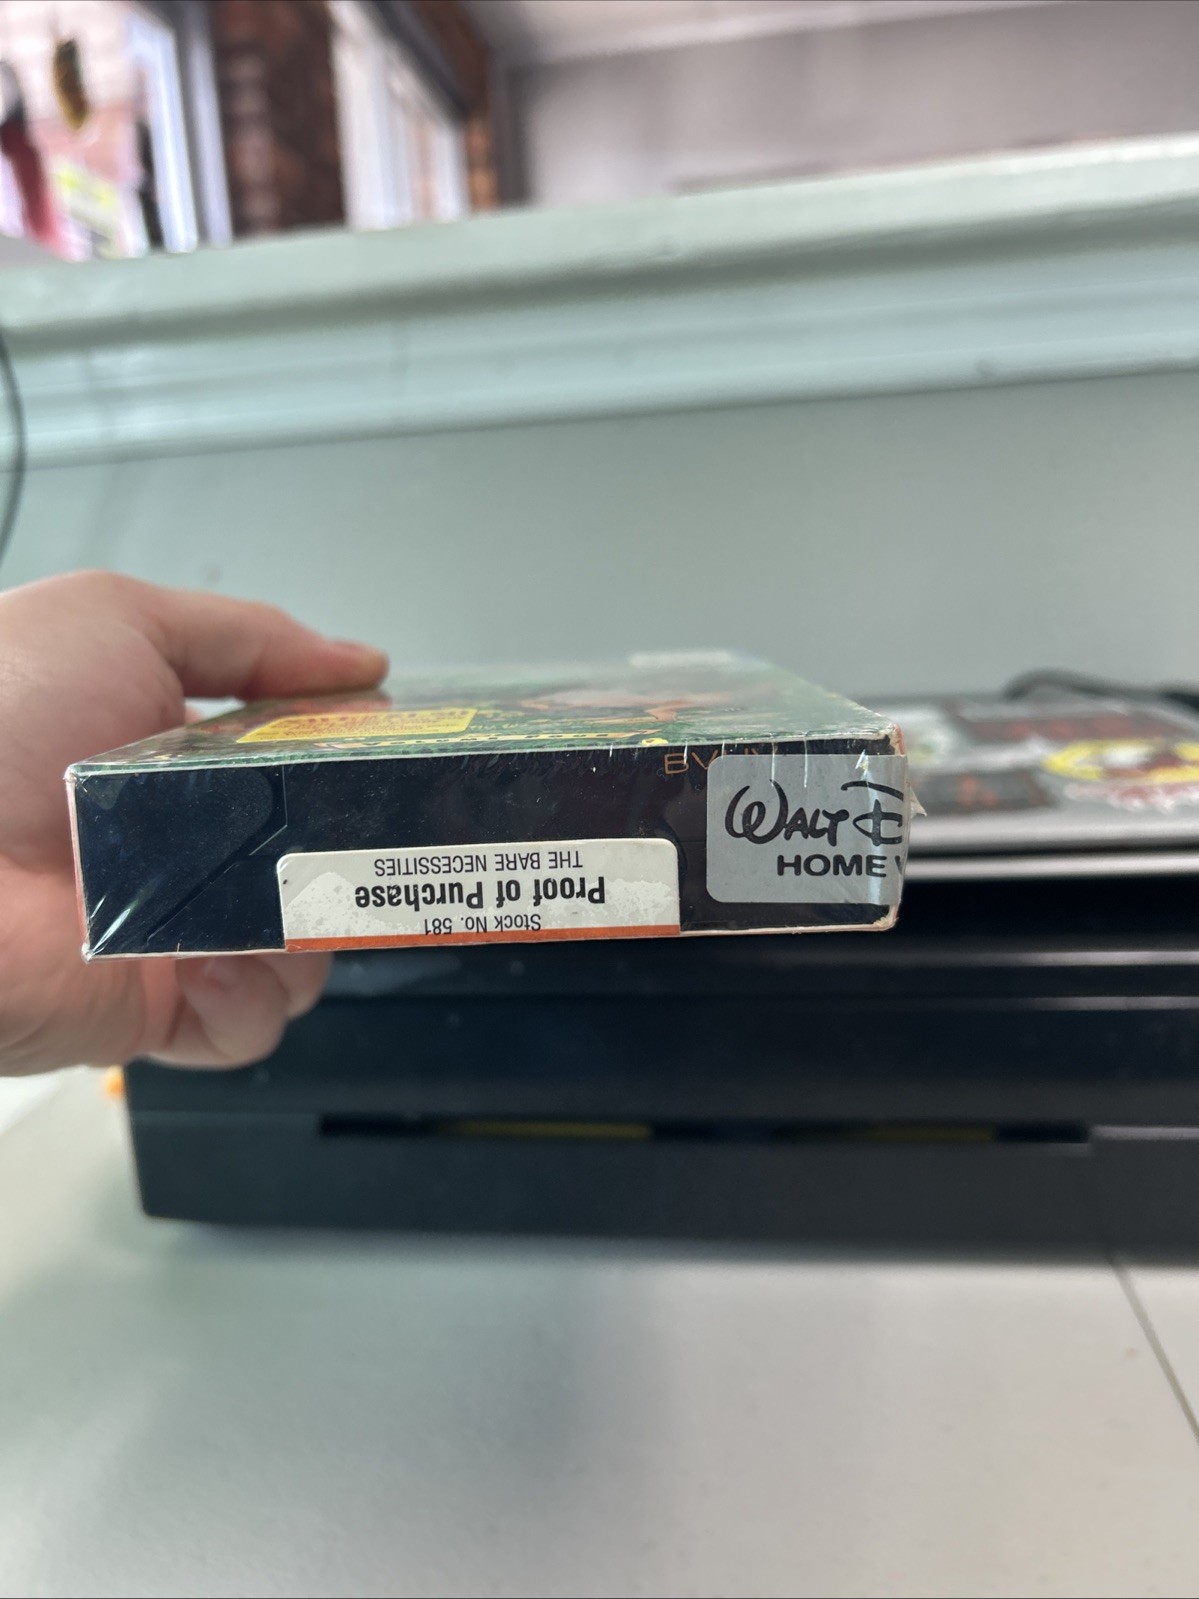 WALT D
HOME V
Stock No. 581
Proof of Purchase
THE BARE NECESSITIES